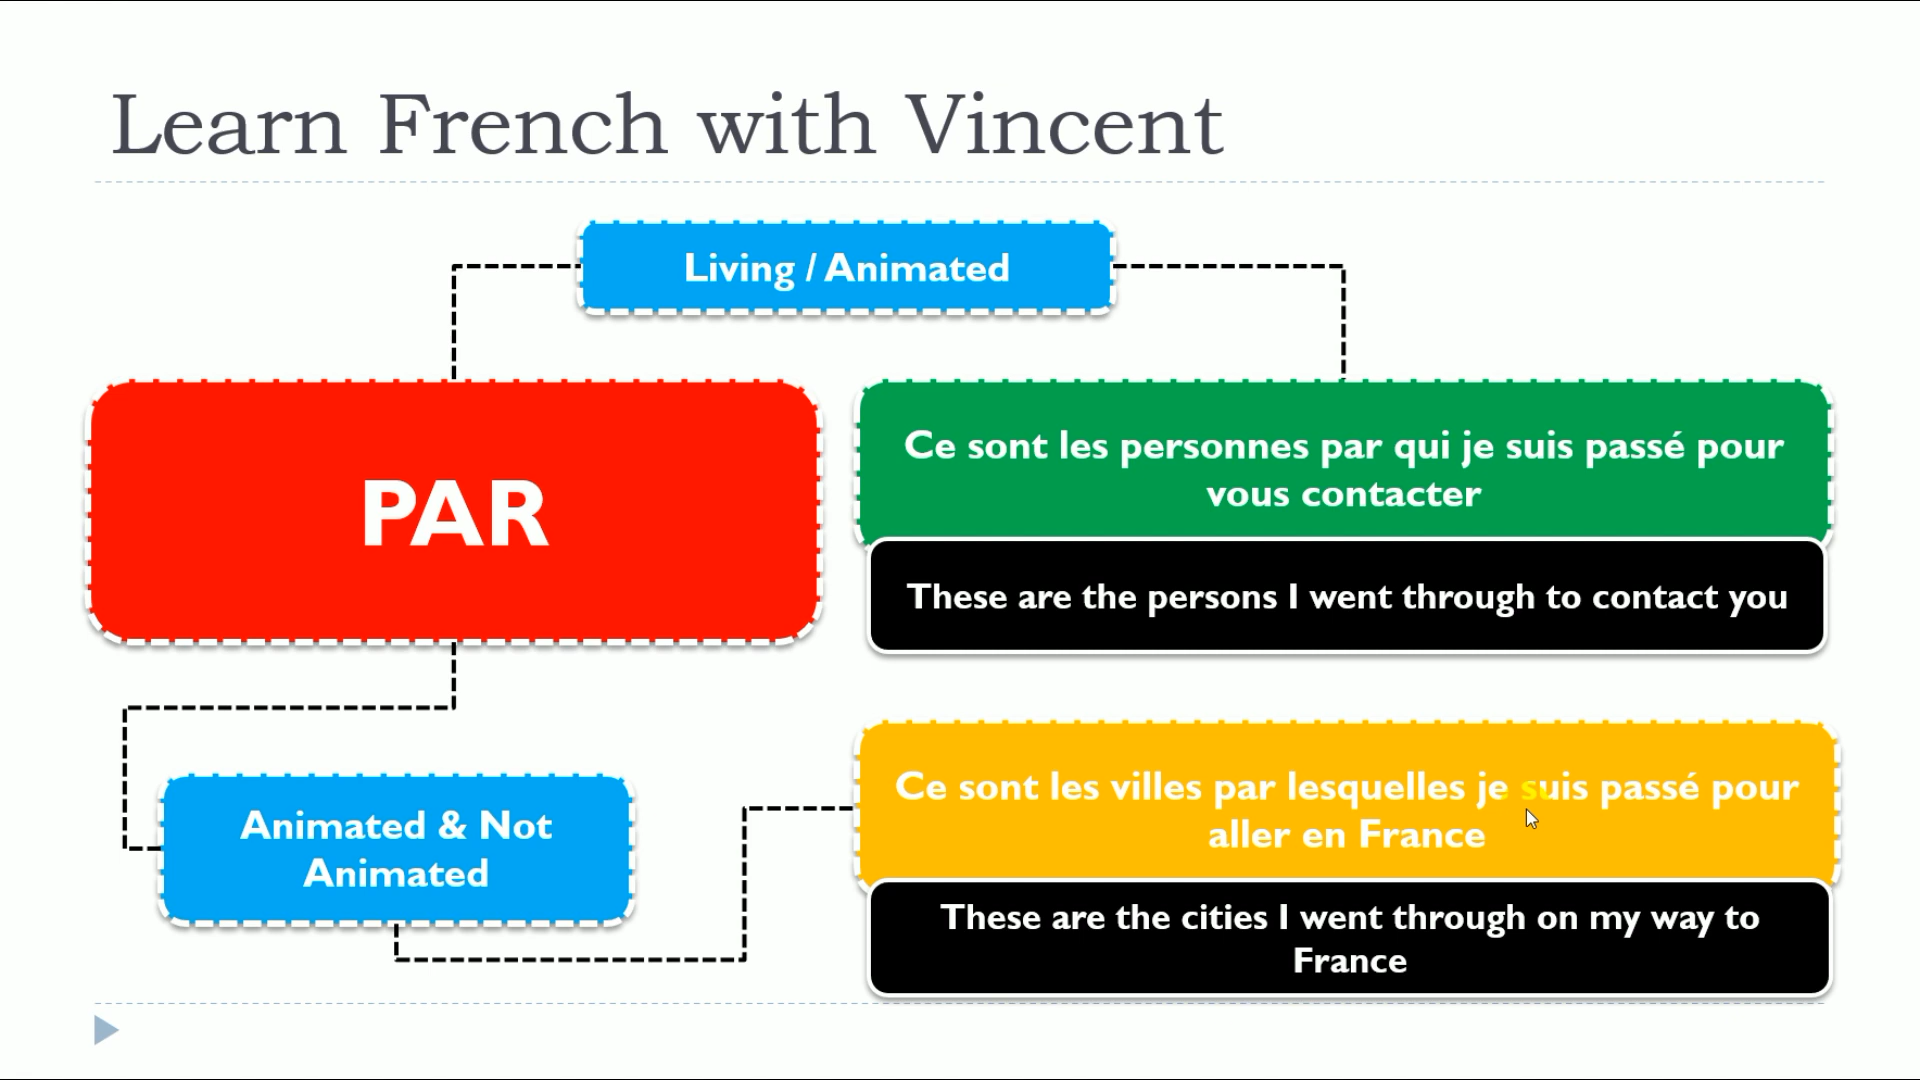 Learn French with Vincent
Living / Animated
PAR
Ce sont les personnes par qui je suis passé pour
vous contacter
These are the persons I went through to contact you
Animated & Not
Animated
Ce sont les villes par lesquelles je suis passé pour
aller en France
These are the cities I went through on my way to
France